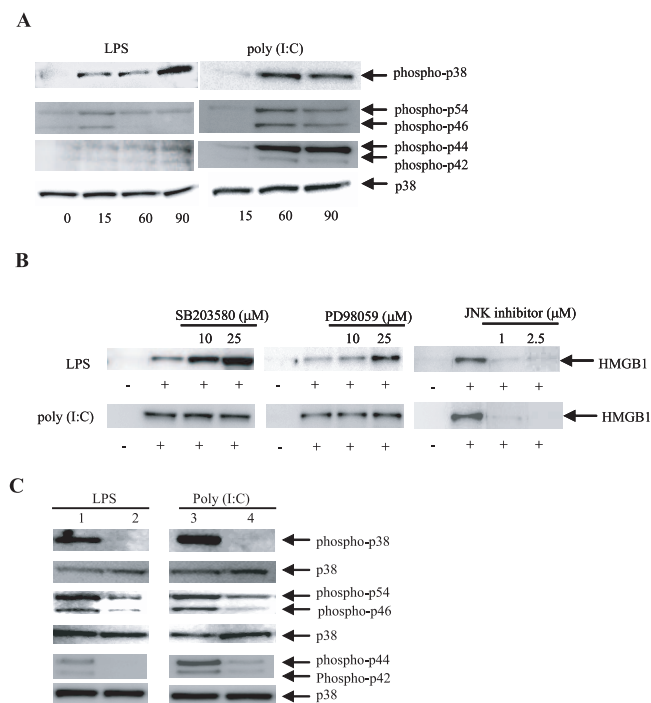 A
LPS poly (I:C)
phospho-p38
phospho-p54
phospho-p46
phospho-p44
phospho-p42
p38
0 15 60 90 15 60 90
B
SB203580 (µM) PD98059 (µM) JNK inhibitor (µM)
10 25 10 25 1 2.5
LPS HMGB1
- + + + - + + + - + + +
poly (I:C) HMGB1
- + + + - + + + - + + +
C
LPS Poly (I:C)
1 2 3 4
phospho-p38
p38
phospho-p54
phospho-p46
p38
phospho-p44
Phospho-p42
p38